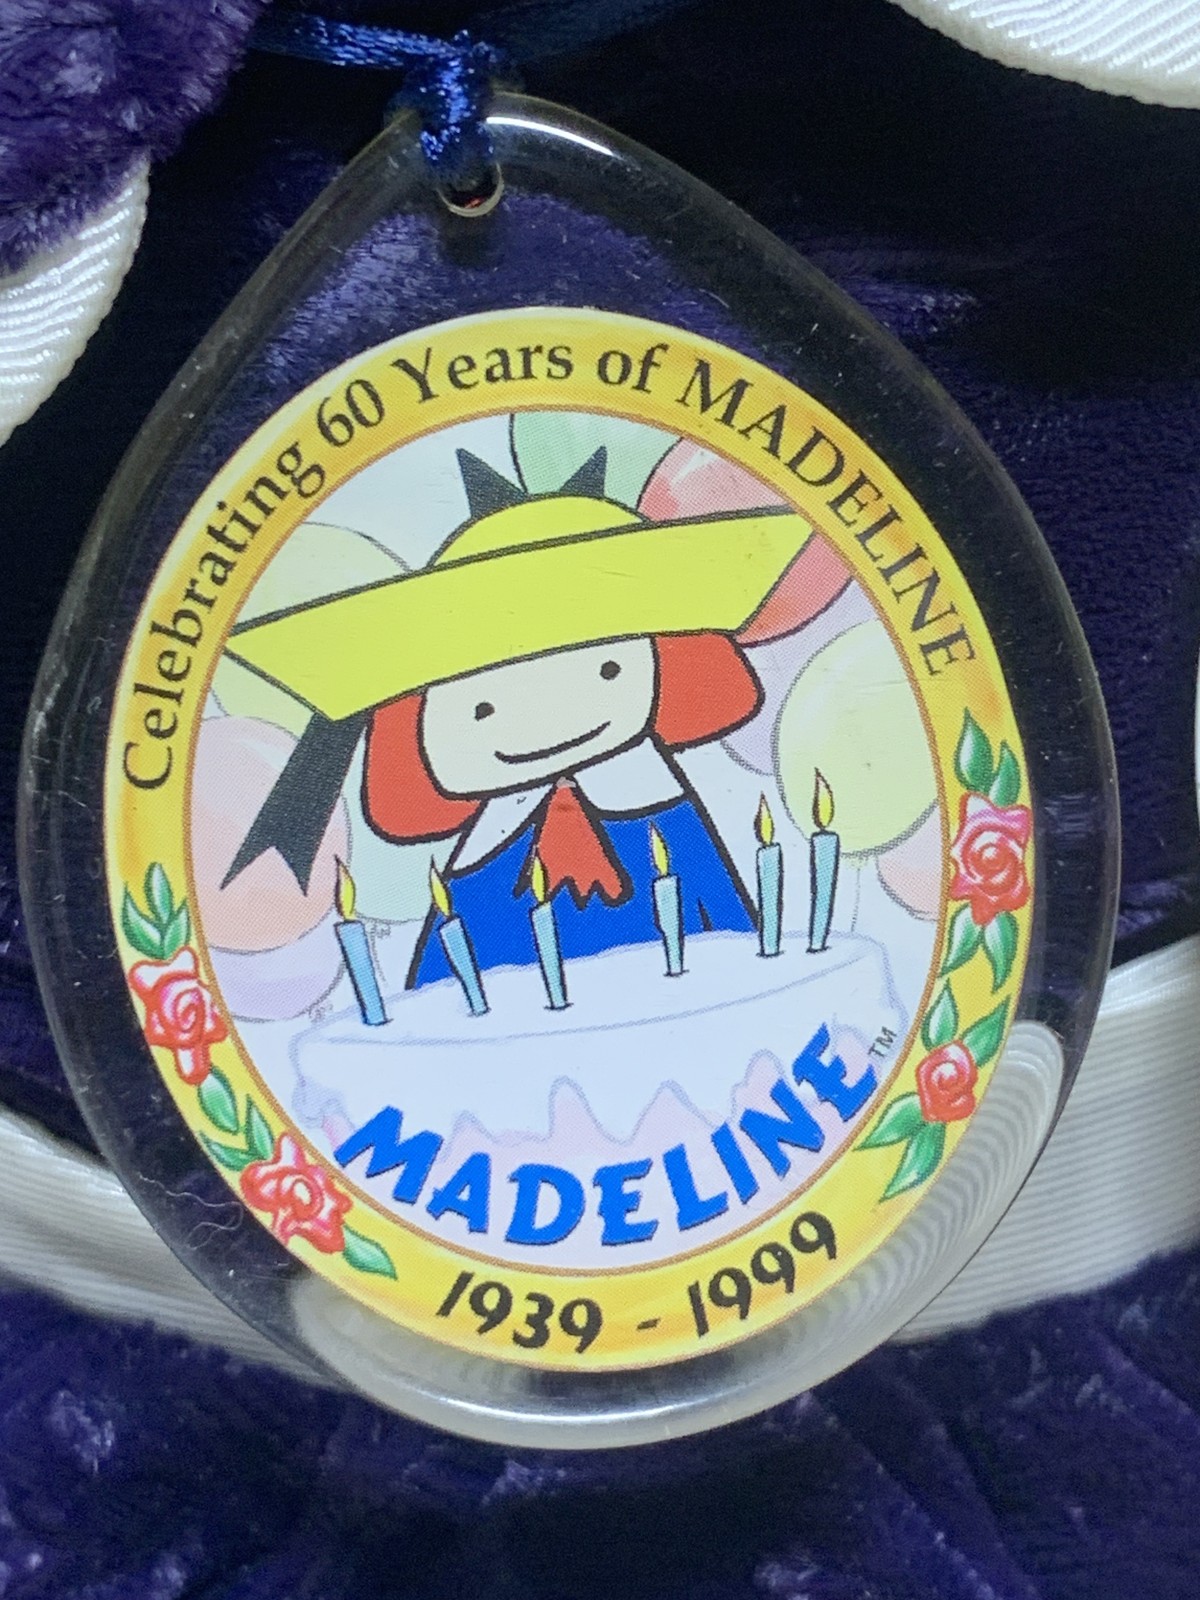 Celebrating 60 Years of MADELINE
MADELINE™
1939 - 1999